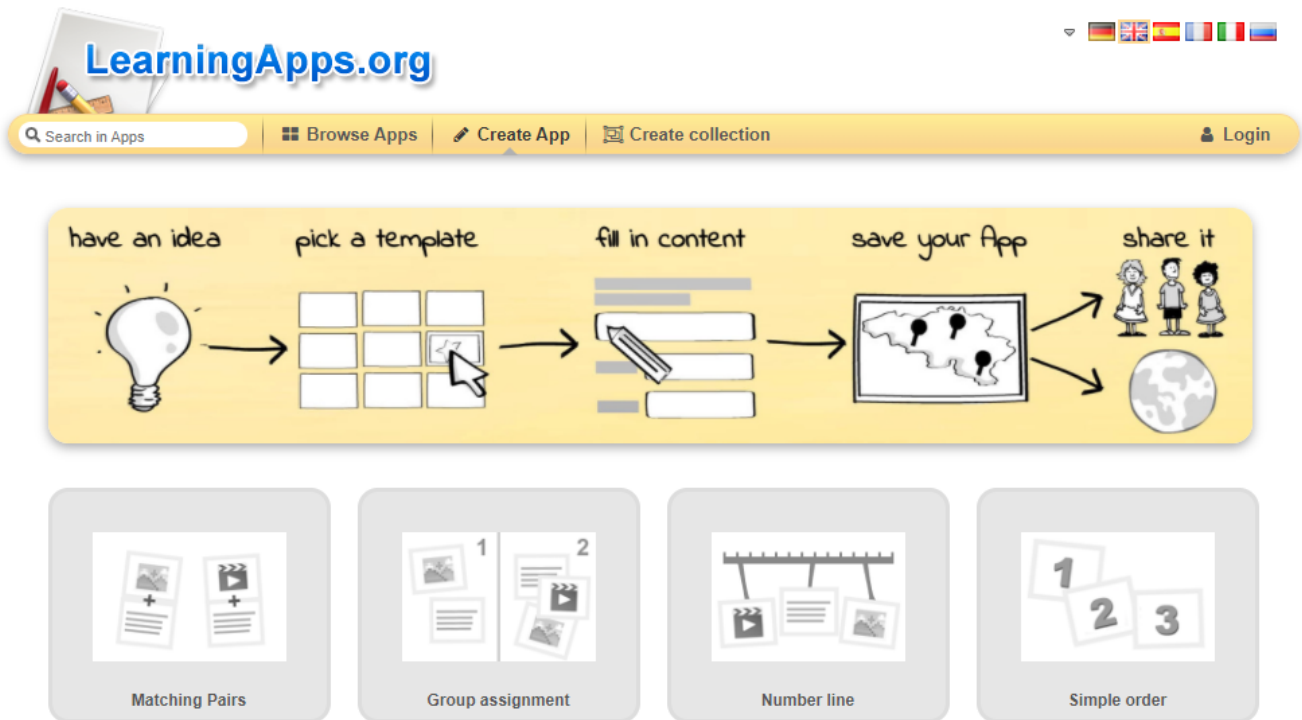 LearningApps.org
Search in Apps
Browse Apps
Create App
Create collection
Login
have an idea
pick a template
fill in content
save your App
share it
1
2
1
2
3
Matching Pairs
Group assignment
Number line
Simple order